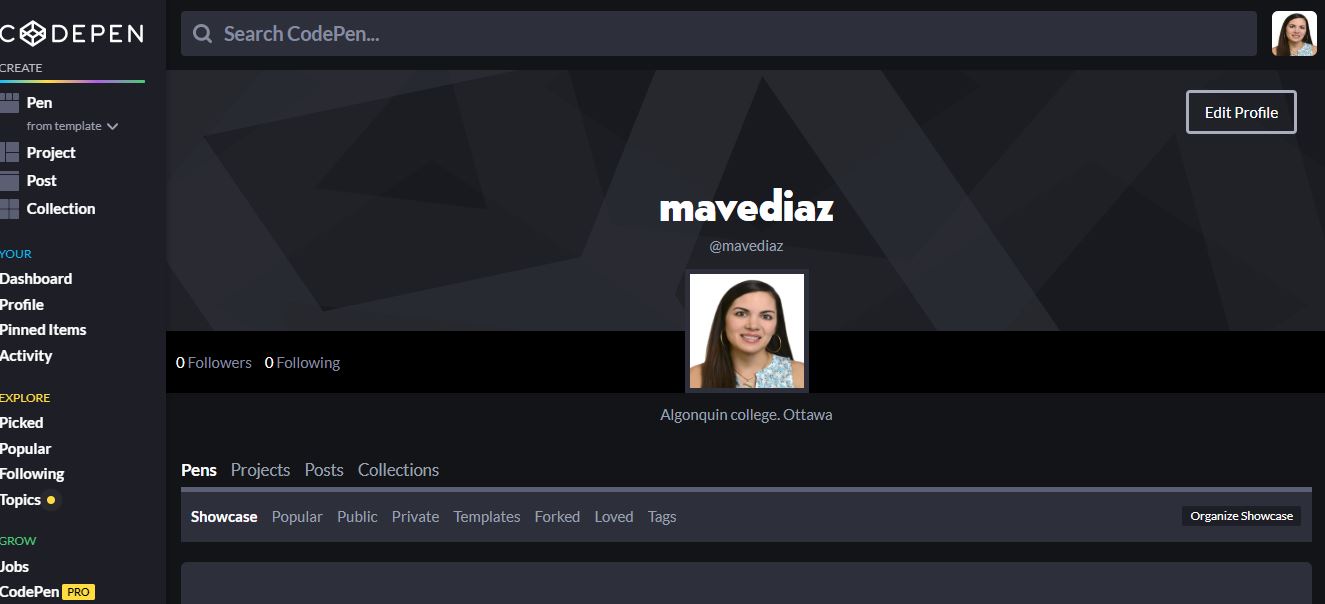 CODEPEN
Search CodePen...
CREATE
Pen
from template
Project
Post
Collection
YOUR
Dashboard
Profile
Pinned Items
Activity
EXPLORE
Picked
Popular
Following
Topics
GROW
Jobs
CodePen PRO
Edit Profile
mavediaz
@mavediaz
0 Followers 0 Following
Algonquin college. Ottawa
Pens Projects Posts Collections
Showcase Popular Public Private Templates Forked Loved Tags
Organize Showcase